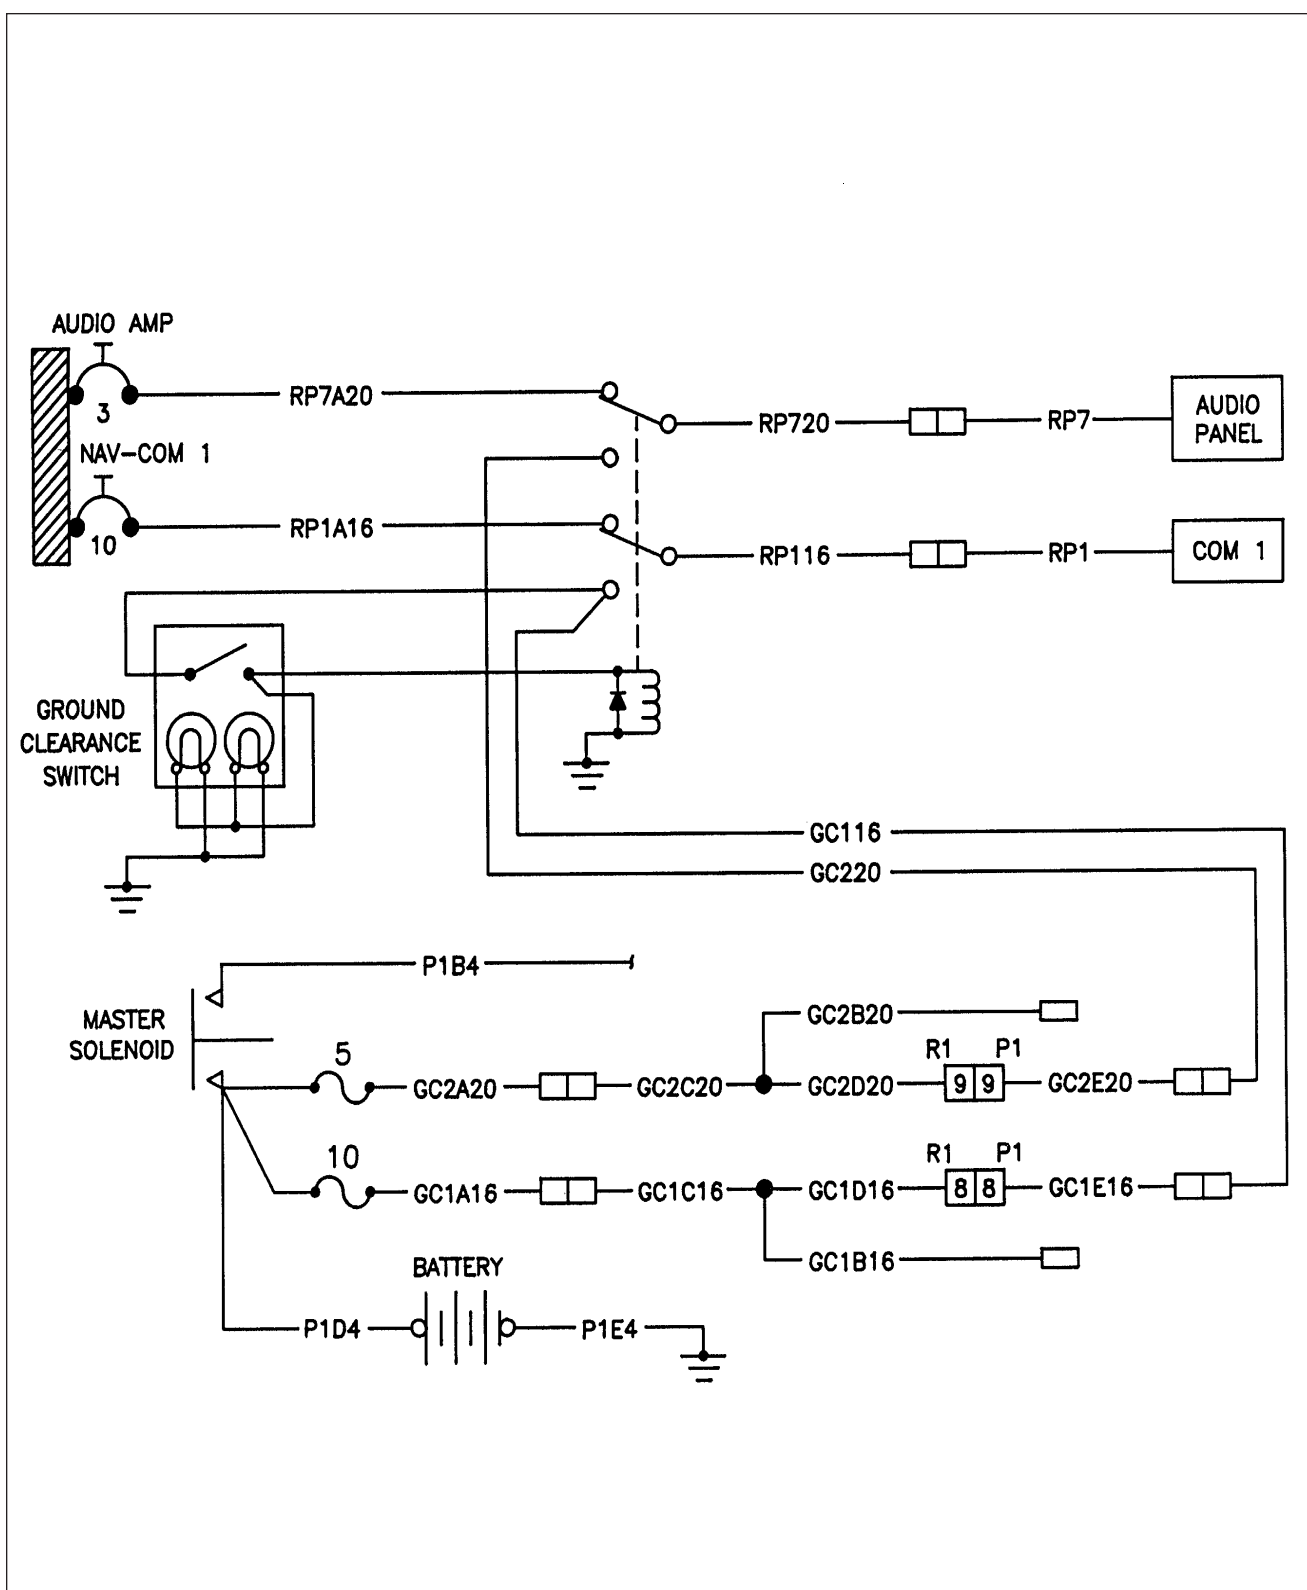 AUDIO AMP
3
RP7A20
RP720
RP7
AUDIO
PANEL
NAV-COM 1
10
RP1A16
RP116
RP1
COM 1
GROUND
CLEARANCE
SWITCH
GC116
GC220
P1B4
MASTER
SOLENOID
GC2B20
5
R1 P1
GC2A20
GC2C20
GC2D20
9 9
GC2E20
10
R1 P1
GC1A16
GC1C16
GC1D16
8 8
GC1E16
GC1B16
BATTERY
P1D4
P1E4